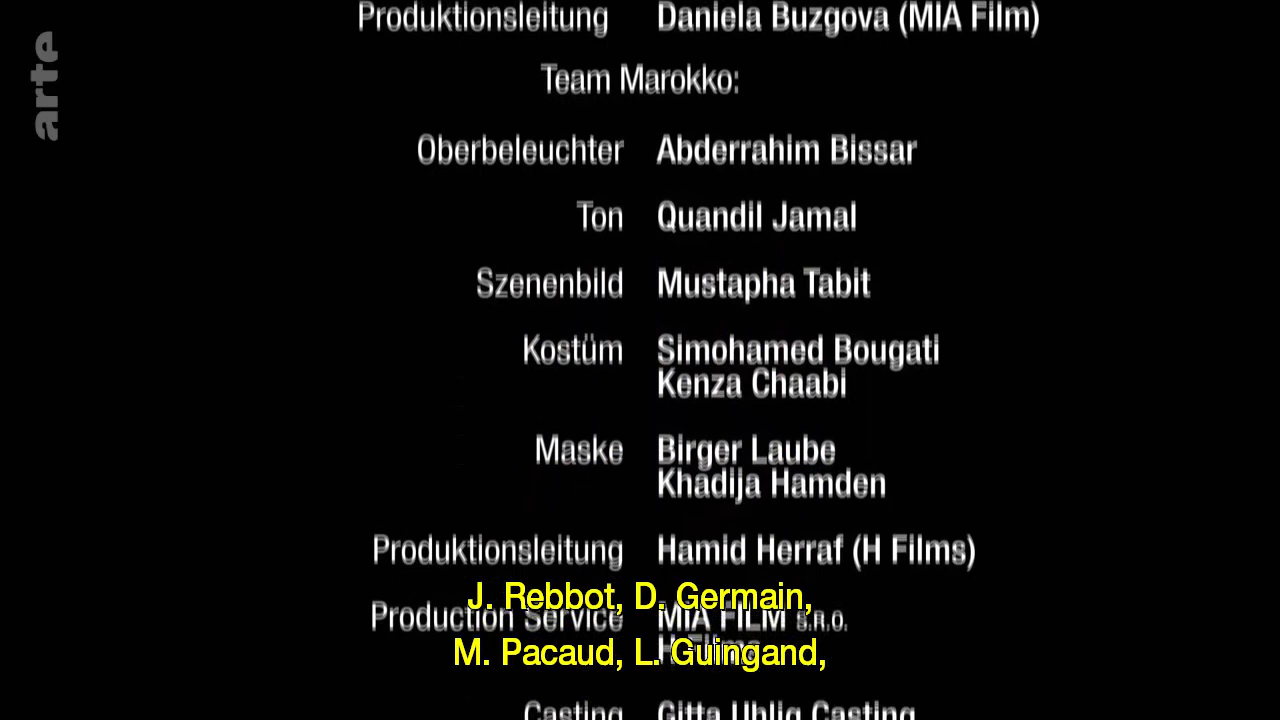 arte
Produktionsleitung Daniela Buzgova (MIA Film)
Team Marokko:
Oberbeleuchter Abderrahim Bissar
Ton Quandil Jamal
Szenenbild Mustapha Tabit
Kostüm Simohamed Bougati
Kenza Chaabi
Maske Birger Laube
Khadija Hamden
Produktionsleitung Hamid Herraf (H Films)
J. Rebbot, D. Germain,
Production Service MIA FILM S.R.O.
H Films
M. Pacaud, L. Guingand,
Casting Gitta Uhlig Casting